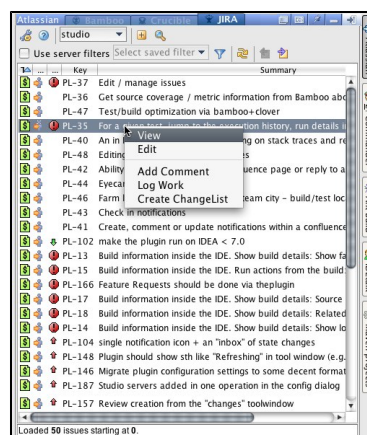 Atlassian Bamboo Crucible JIRA
studio
Use server filters Select saved filter
... ... Key Summary
PL-37 Edit / manage issues
PL-36 Get source coverage / metric information from Bamboo abo
PL-47 Test/build optimization via bamboo+clover
PL-35 For a given test, jump to the execution history, run details i
View
PL-40 An in ng on stack traces and re
Edit
PL-48 Editing es
PL-42 Ability uence page or reply to a
Add Comment
PL-44 Eyecar
Log Work
PL-46 Farm team city - build/test loc
Create ChangeList
PL-43 Check in notifications
PL-41 Create, comment or update notifications within a confluence
PL-102 make the plugin run on IDEA < 7.0
PL-13 Build information inside the IDE. Show build details: Show fa
PL-15 Build information inside the IDE. Run actions from the build
PL-166 Feature Requests should be done via theplugin
PL-17 Build information inside the IDE. Show build details: Source
PL-18 Build information inside the IDE. Show build details: Related
PL-14 Build information inside the IDE. Show build details: Show lo
PL-104 single notification icon + an "inbox" of state changes
PL-148 Plugin should show sth like "Refreshing" in tool window (e.g.
PL-146 Migrate plugin configuration settings to some decent format
PL-187 Studio servers added in one operation in the config dialog
PL-157 Review creation from the "changes" toolwindow
Loaded 50 issues starting at 0.